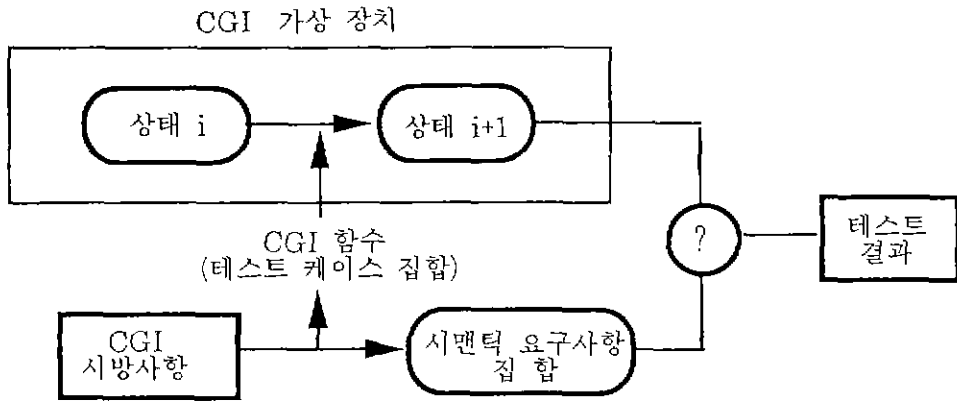 CGI 가상 장치
상태 i
상태 i+1
CGI 함수
(테스트 케이스 집합)
?
테스트
결과
CGI
시방사항
시맨틱 요구사항
집 합